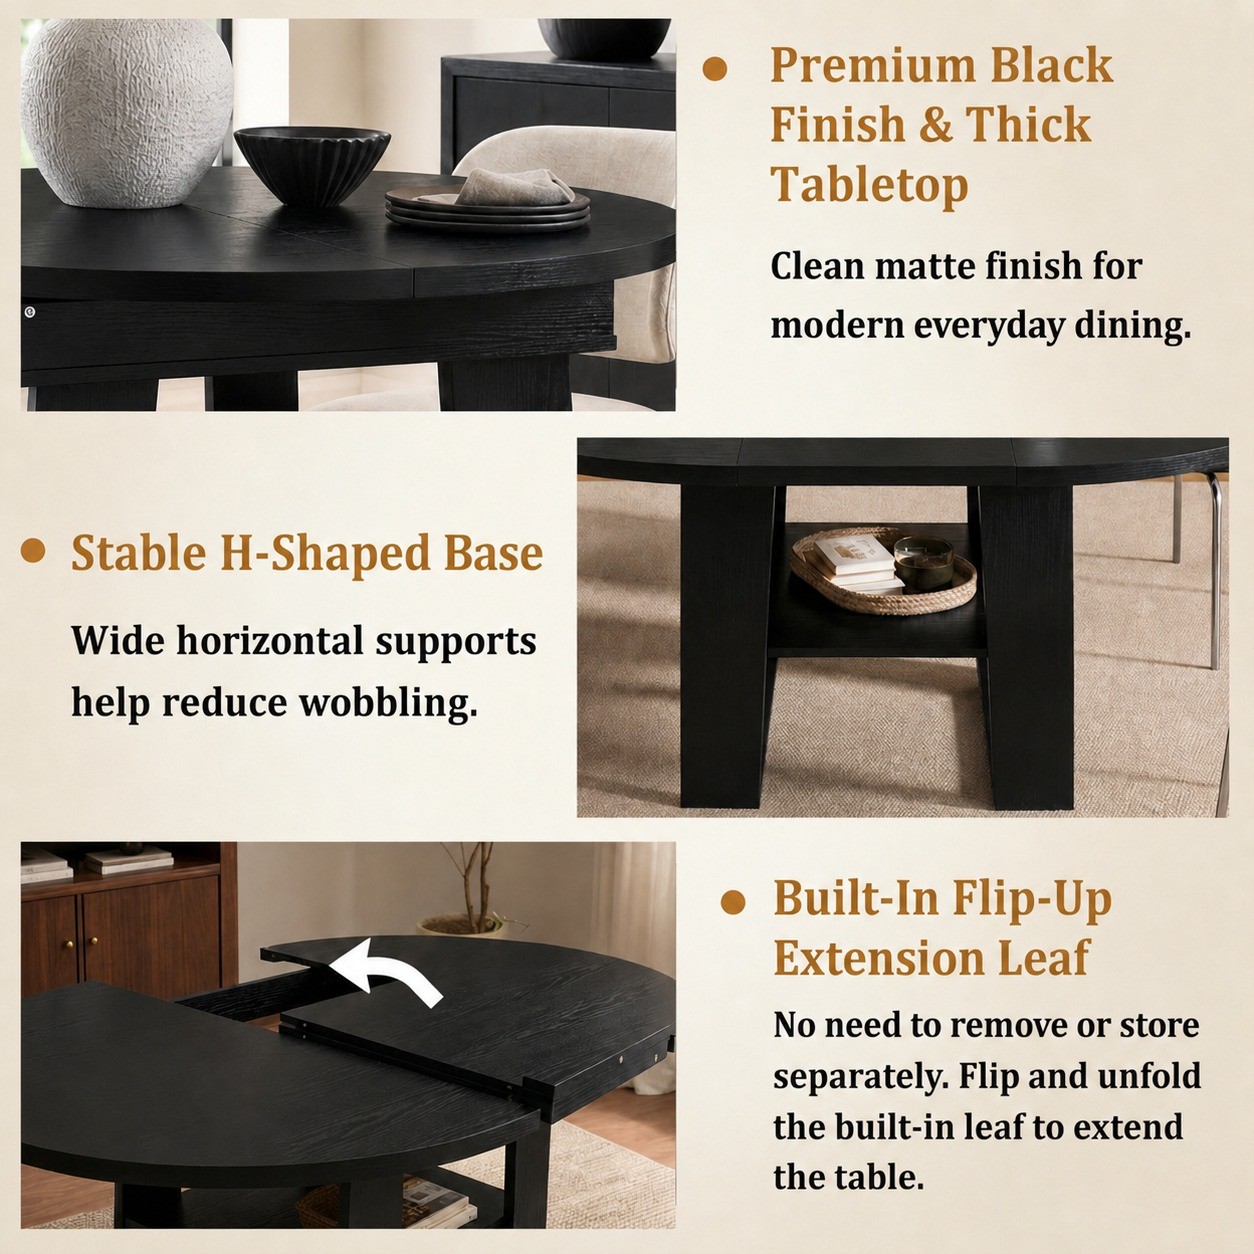 Premium Black
Finish & Thick
Tabletop
Clean matte finish for
modern everyday dining.
Stable H-Shaped Base
Wide horizontal supports
help reduce wobbling.
Built-In Flip-Up
Extension Leaf
No need to remove or store
separately. Flip and unfold
the built-in leaf to extend
the table.